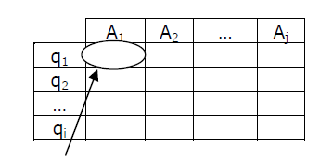 A₁ A₂ ... Aⱼ
q₁
q₂
...
qᵢ